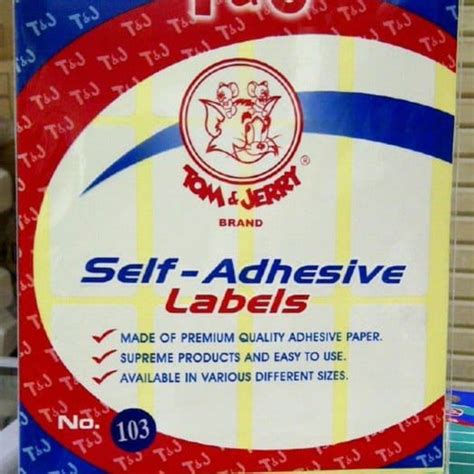 T&J
TOM & JERRY ®
BRAND
Self-Adhesive
Labels
MADE OF PREMIUM QUALITY ADHESIVE PAPER.
SUPREME PRODUCTS AND EASY TO USE.
AVAILABLE IN VARIOUS DIFFERENT SIZES.
No. 103